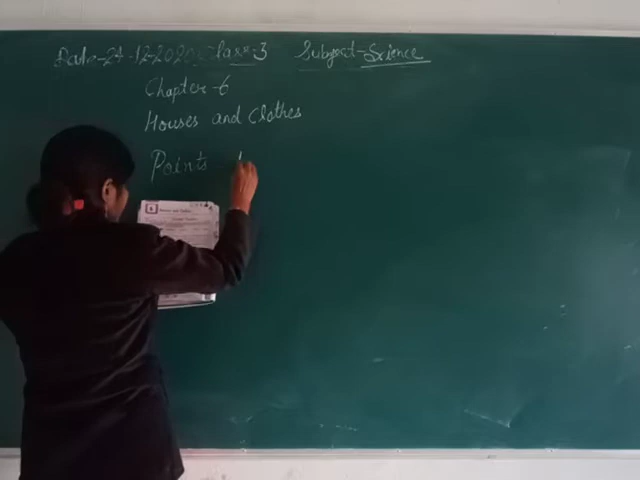 Date-24-12-2020 Class:3 Subject-Science
Chapter-6
Houses and Clothes
Points